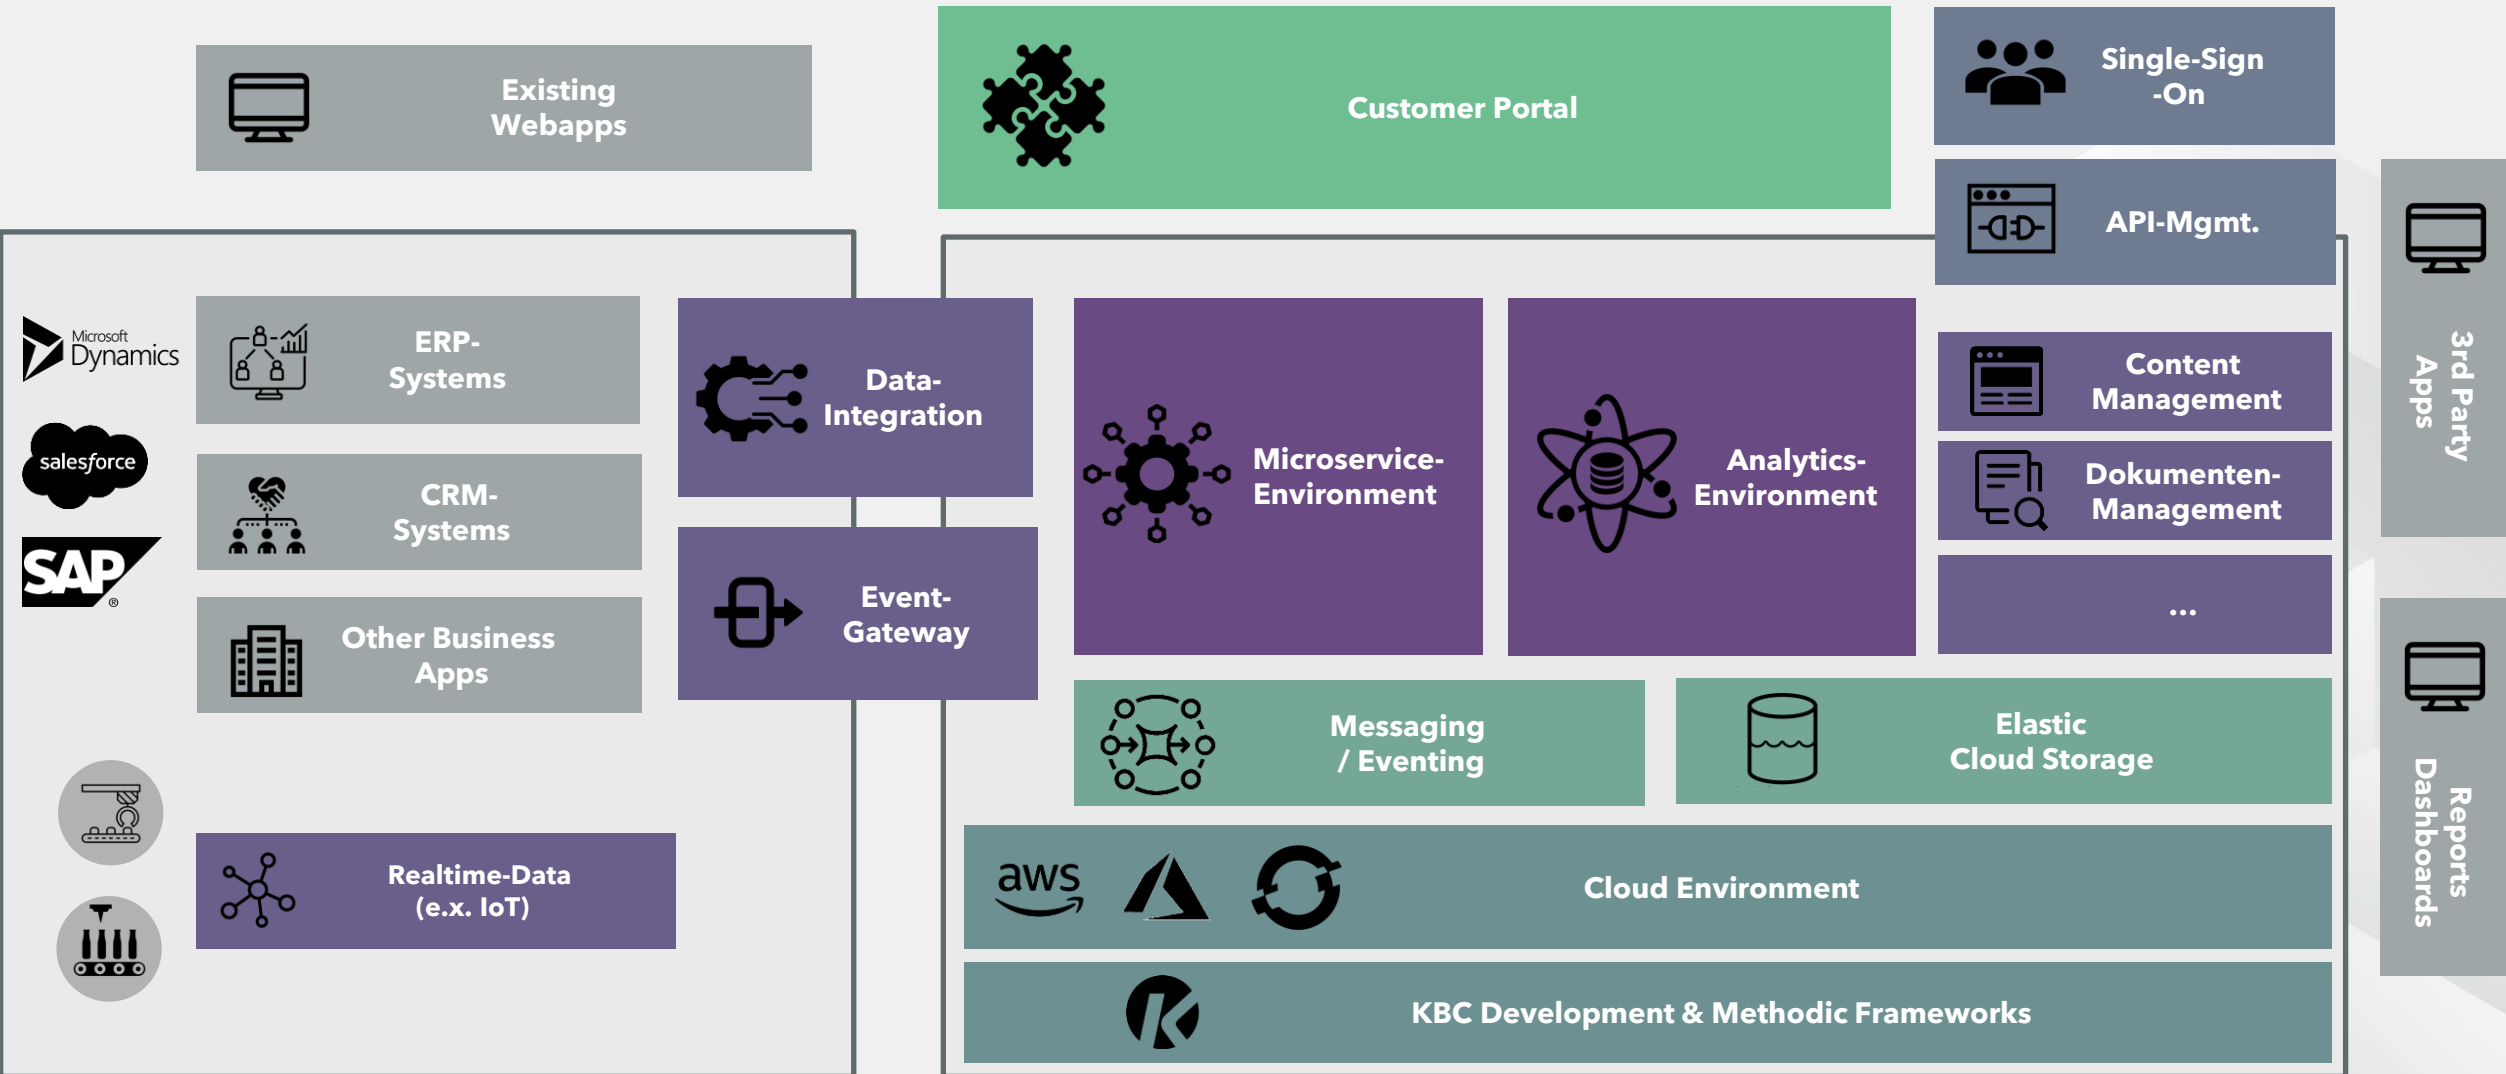 Existing
Webapps
Customer Portal
Single-Sign
-On
API-Mgmt.
3rd Party
Apps
Microsoft
Dynamics
salesforce
SAP
®
ERP-
Systems
CRM-
Systems
Other Business
Apps
Data-
Integration
Event-
Gateway
Microservice-
Environment
Analytics-
Environment
Content
Management
Dokumenten-
Management
...
Messaging
/ Eventing
Elastic
Cloud Storage
Reports
Dashboards
Realtime-Data
(e.x. IoT)
aws
Cloud Environment
K
KBC Development & Methodic Frameworks